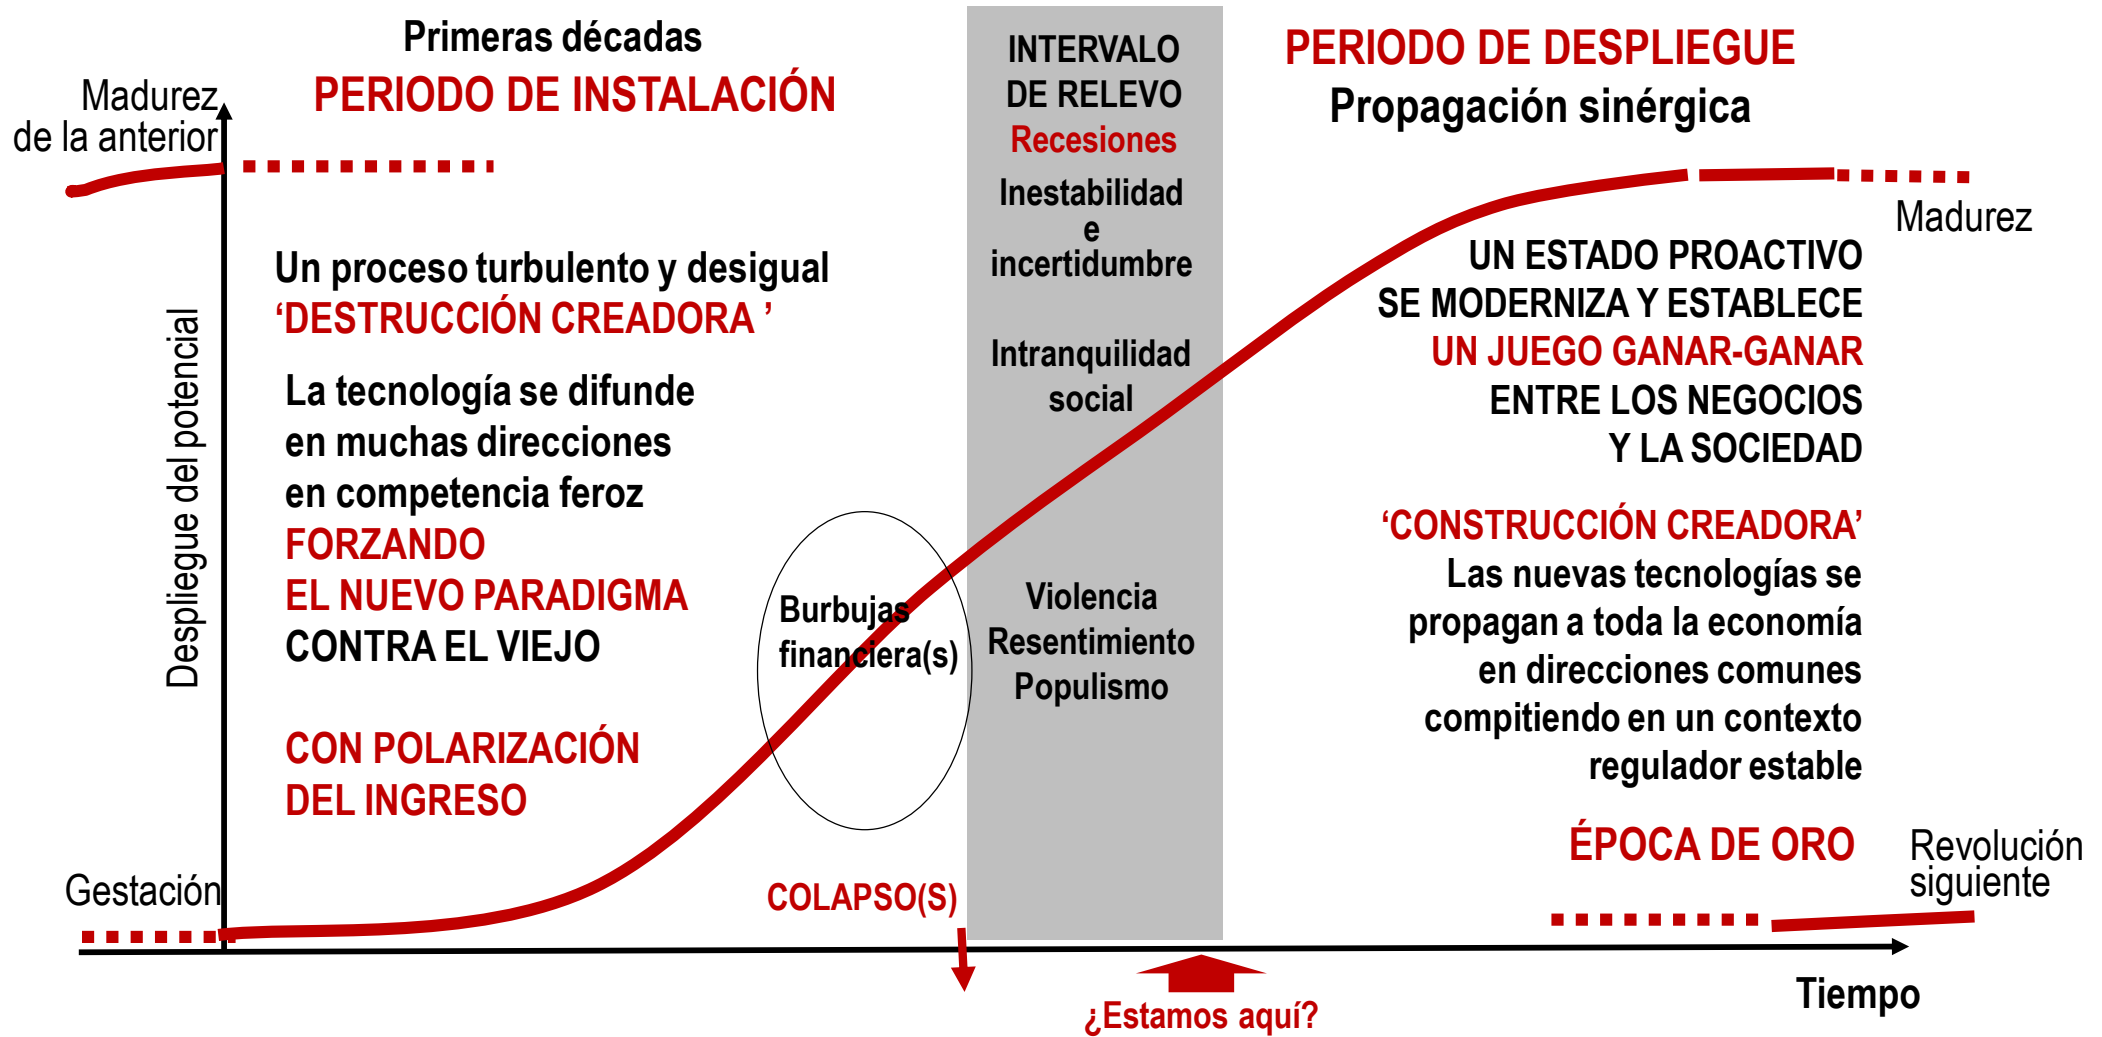 Primeras décadas
PERIODO DE INSTALACIÓN
Madurez
de la anterior
Despliegue del potencial
Un proceso turbulento y desigual
‘DESTRUCCIÓN CREADORA ’
La tecnología se difunde
en muchas direcciones
en competencia feroz
FORZANDO
EL NUEVO PARADIGMA
CONTRA EL VIEJO
CON POLARIZACIÓN
DEL INGRESO
Gestación
Burbujas
financiera(s)
COLAPSO(S)
INTERVALO
DE RELEVO
Recesiones
Inestabilidad
e
incertidumbre
Intranquilidad
social
Violencia
Resentimiento
Populismo
¿Estamos aquí?
PERIODO DE DESPLIEGUE
Propagación sinérgica
Madurez
UN ESTADO PROACTIVO
SE MODERNIZA Y ESTABLECE
UN JUEGO GANAR-GANAR
ENTRE LOS NEGOCIOS
Y LA SOCIEDAD
‘CONSTRUCCIÓN CREADORA’
Las nuevas tecnologías se
propagan a toda la economía
en direcciones comunes
compitiendo en un contexto
regulador estable
ÉPOCA DE ORO
Revolución
siguiente
Tiempo